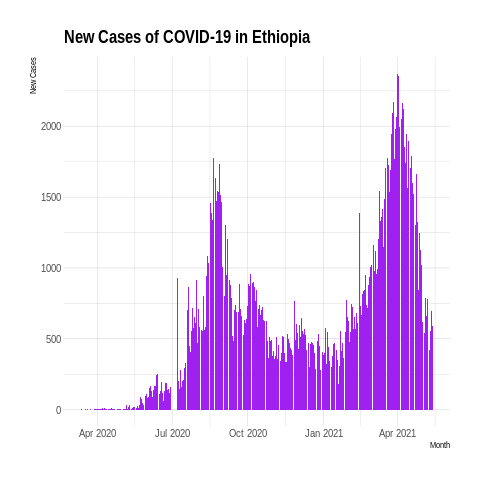 New Cases of COVID-19 in Ethiopia
New Cases
2000
1500
1000
500
0
Apr 2020 Jul 2020 Oct 2020 Jan 2021 Apr 2021
Month